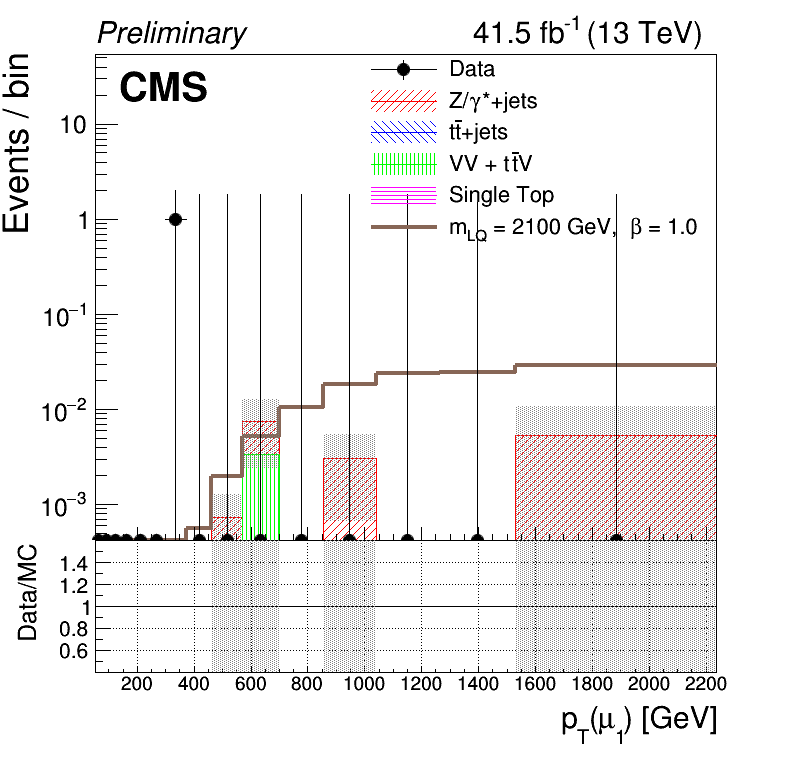 Preliminary 41.5 fb⁻¹ (13 TeV)
CMS
Data
Z/γ*+jets
tt̄+jets
VV + tt̄V
Single Top
m_LQ = 2100 GeV, β = 1.0
Events / bin
10
1
10⁻¹
10⁻²
10⁻³
Data/MC
1.4
1.2
1
0.8
0.6
200 400 600 800 1000 1200 1400 1600 1800 2000 2200
p_T(μ_1) [GeV]